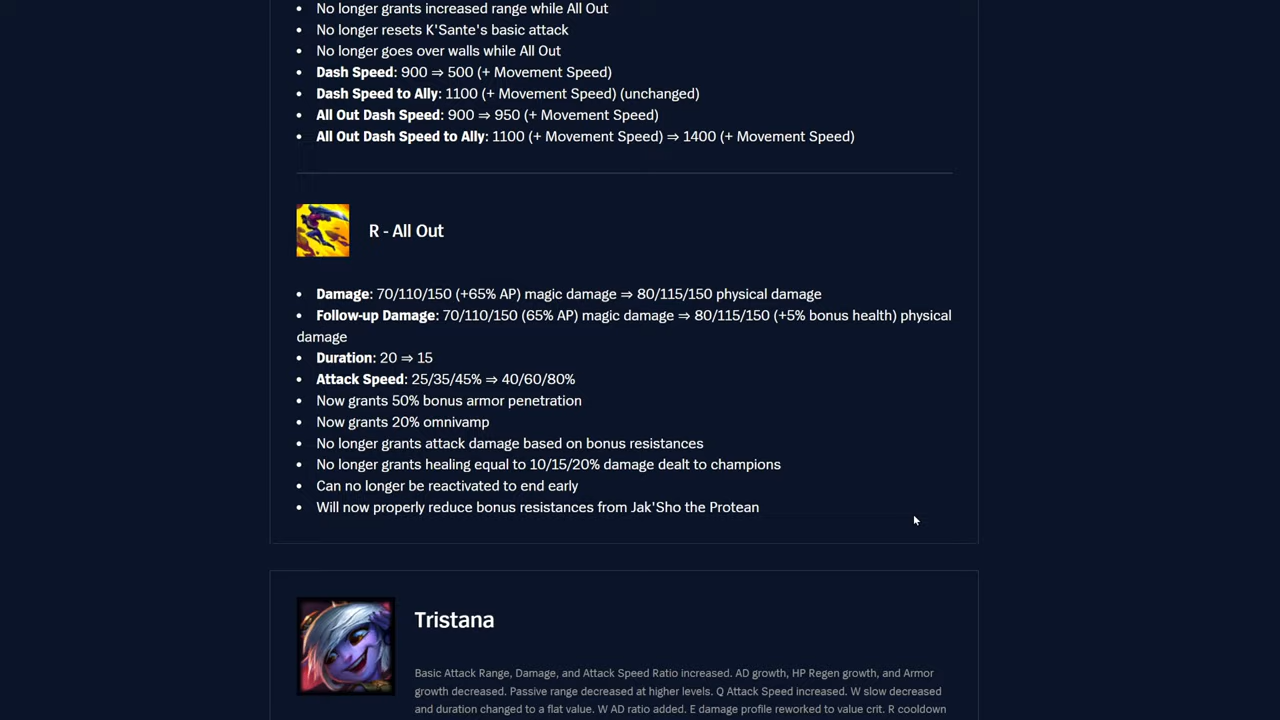 • No longer grants increased range while All Out
• No longer resets K'Sante's basic attack
• No longer goes over walls while All Out
• Dash Speed: 900 ⇒ 500 (+ Movement Speed)
• Dash Speed to Ally: 1100 (+ Movement Speed) (unchanged)
• All Out Dash Speed: 900 ⇒ 950 (+ Movement Speed)
• All Out Dash Speed to Ally: 1100 (+ Movement Speed) ⇒ 1400 (+ Movement Speed)
R - All Out
• Damage: 70/110/150 (+65% AP) magic damage ⇒ 80/115/150 physical damage
• Follow-up Damage: 70/110/150 (65% AP) magic damage ⇒ 80/115/150 (+5% bonus health) physical
damage
• Duration: 20 ⇒ 15
• Attack Speed: 25/35/45% ⇒ 40/60/80%
• Now grants 50% bonus armor penetration
• Now grants 20% omnivamp
• No longer grants attack damage based on bonus resistances
• No longer grants healing equal to 10/15/20% damage dealt to champions
• Can no longer be reactivated to end early
• Will now properly reduce bonus resistances from Jak'Sho the Protean
Tristana
Basic Attack Range, Damage, and Attack Speed Ratio increased. AD growth, HP Regen growth, and Armor
growth decreased. Passive range decreased at higher levels. Q Attack Speed increased. W slow decreased
and duration changed to a flat value. W AD ratio added. E damage profile reworked to value crit. R cooldown